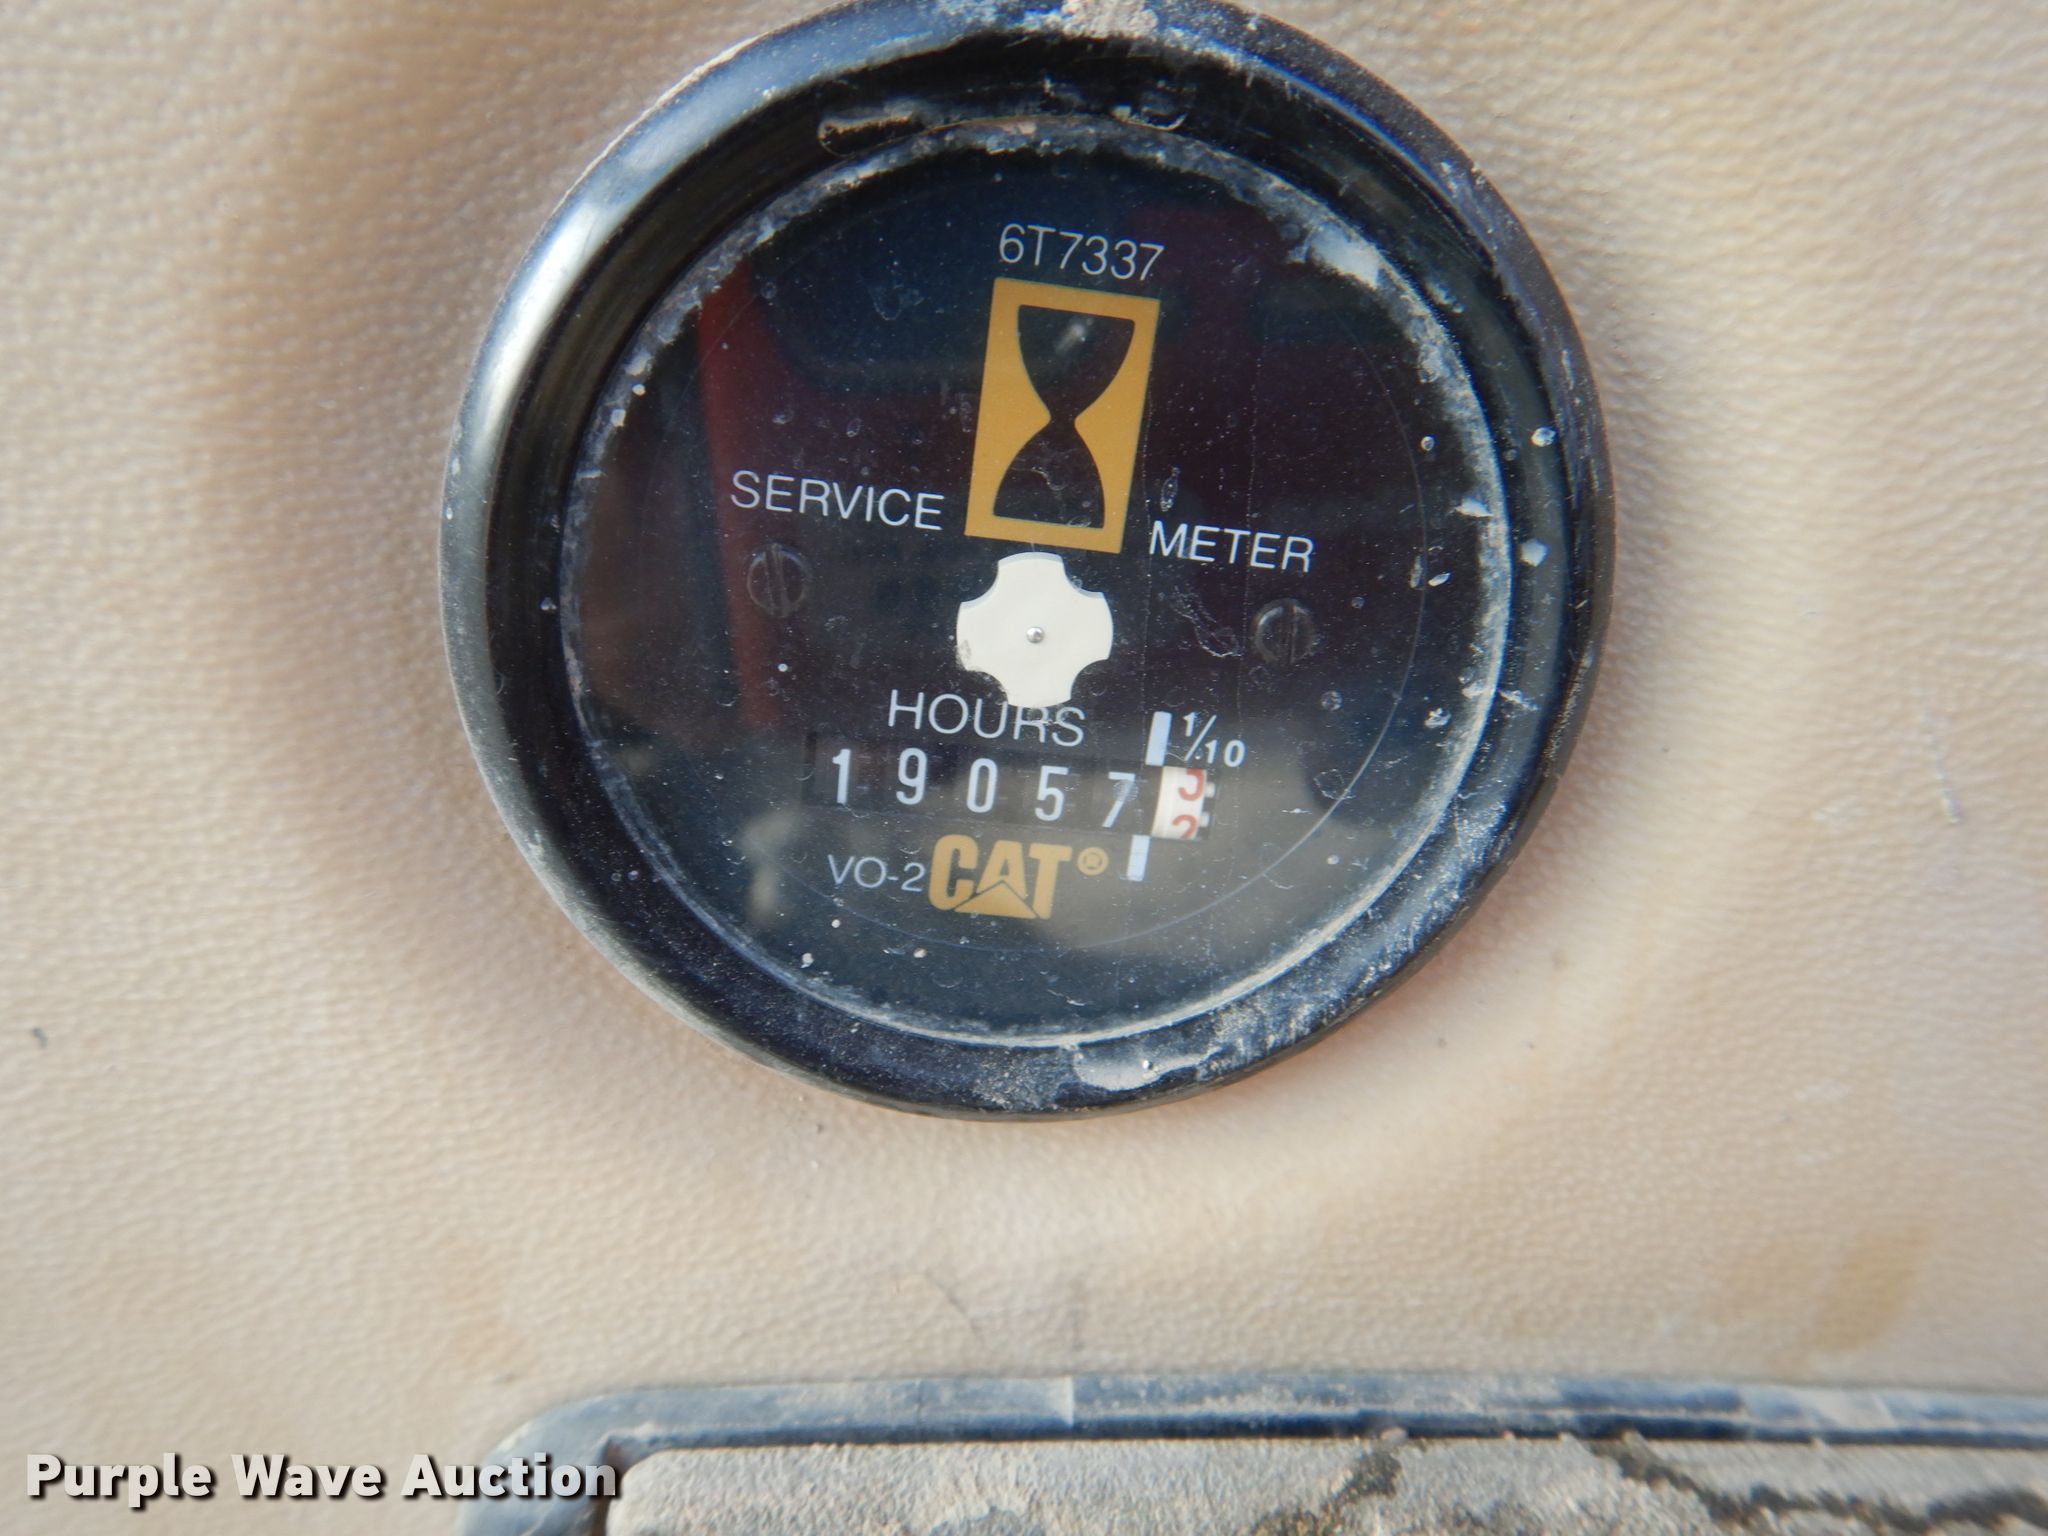 6T7337
SERVICE METER
HOURS 1/10
19057
VO-2 CAT®
Purple Wave Auction